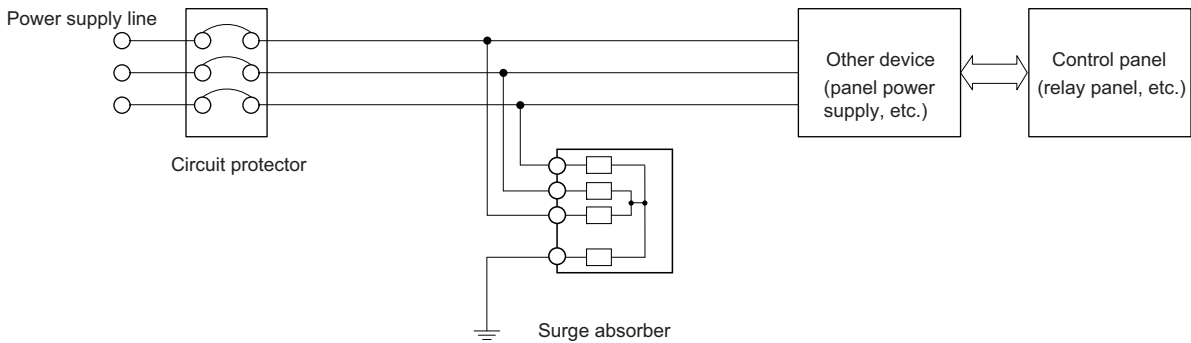 Power supply line
Circuit protector
Other device
(panel power
supply, etc.)
Control panel
(relay panel, etc.)
Surge absorber